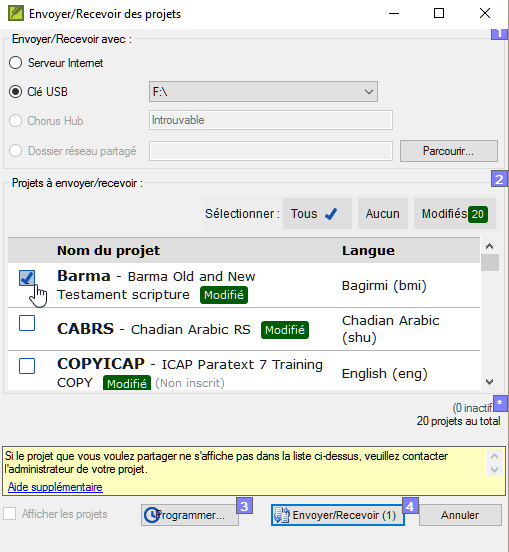 Envoyer/Recevoir des projets
1
Envoyer/Recevoir avec :
Serveur Internet
Clé USB F:\
Chorus Hub Introuvable
Dossier réseau partagé Parcourir...
2
Projets à envoyer/recevoir :
Sélectionner : Tous Aucun Modifiés 20
Nom du projet Langue
Barma - Barma Old and New
Testament scripture Modifié
Bagirmi (bmi)
CABRS - Chadian Arabic RS Modifié
Chadian Arabic
(shu)
COPYICAP - ICAP Paratext 7 Training
COPY Modifié (Non inscrit)
English (eng)
(0 inactif *
20 projets au total
Si le projet que vous voulez partager ne s'affiche pas dans la liste ci-dessus, veuillez contacter
l'administrateur de votre projet.
Aide supplémentaire
3 4
Afficher les projets Programmer... Envoyer/Recevoir (1) Annuler